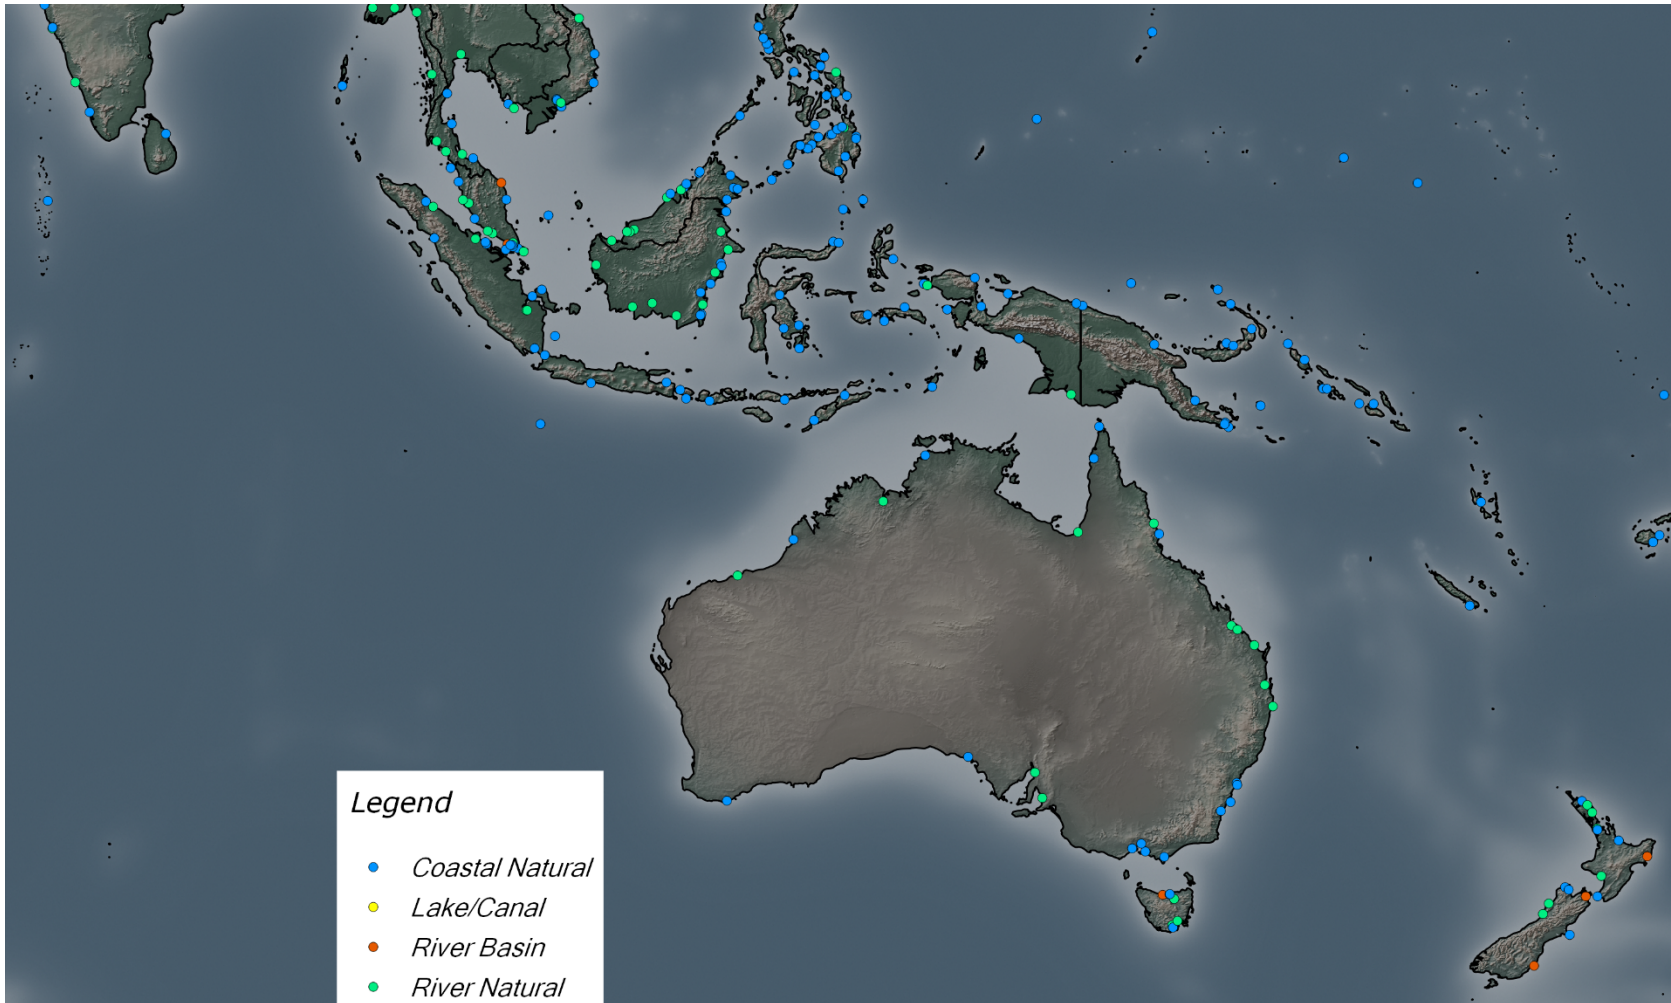 Legend
Coastal Natural
Lake/Canal
River Basin
River Natural